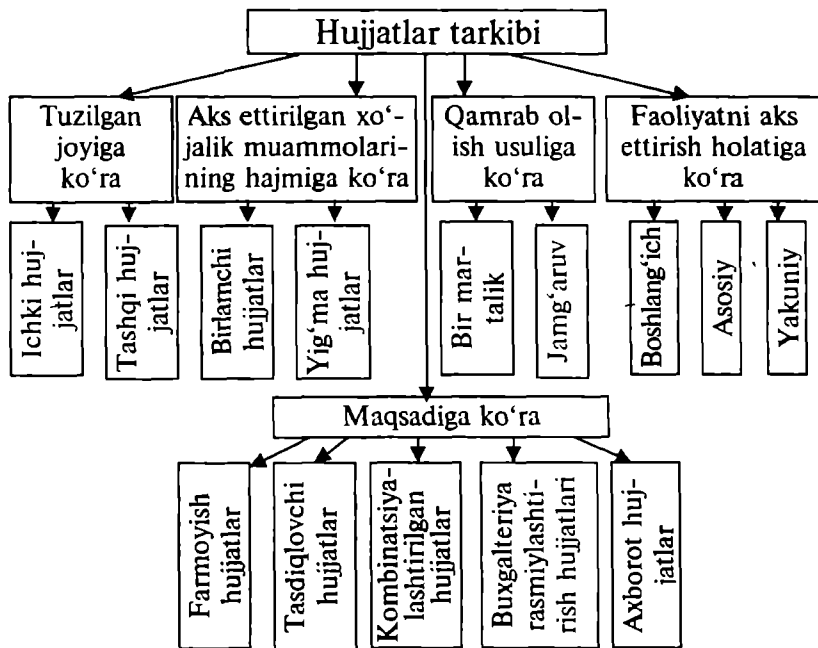 Hujjatlar tarkibi
Tuzilgan
joyiga
ko‘ra
Aks ettirilgan xo‘-
jalik muammolari-
ning hajmiga ko‘ra
Qamrab ol-
ish usuliga
ko‘ra
Faoliyatni aks
ettirish holatiga
ko‘ra
Ichki huj-
jatlar
Tashqi huj-
jatlar
Birlamchi
hujjatlar
Yig‘ma huj-
jatlar
Bir mar-
talik
Jamg‘aruv
Boshlang‘ich
Asosiy
Yakuniy
Maqsadiga ko‘ra
Farmoyish
hujjatlar
Tasdiqlovchi
hujjatlar
Kombinatsiya-
lashtirilgan
hujjatlar
Buxgalteriya
rasmiylashti-
rish hujjatlari
Axborot huj-
jatlar